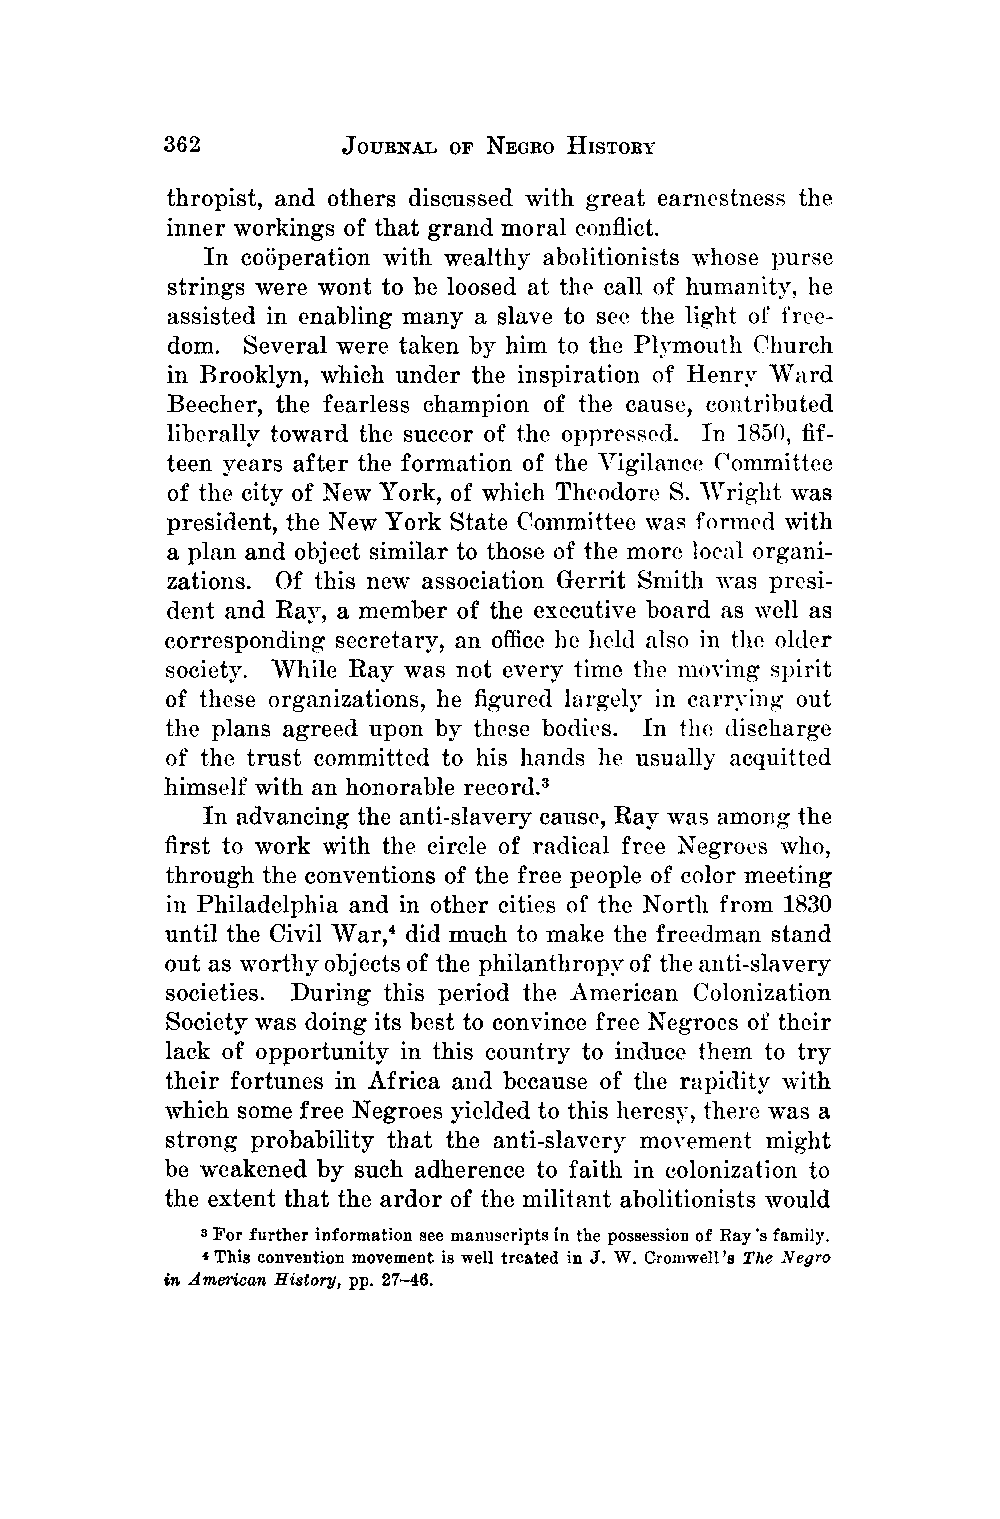 362 JOURNAL OF NEGRO HISTORY
thropist, and others discussed with great earnestness the
inner workings of that grand moral conflict.
In coöperation with wealthy abolitionists whose purse
strings were wont to be loosed at the call of humanity, he
assisted in enabling many a slave to see the light of free-
dom. Several were taken by him to the Plymouth Church
in Brooklyn, which under the inspiration of Henry Ward
Beecher, the fearless champion of the cause, contributed
liberally toward the succor of the oppressed. In 1850, fif-
teen years after the formation of the Vigilance Committee
of the city of New York, of which Theodore S. Wright was
president, the New York State Committee was formed with
a plan and object similar to those of the more local organi-
zations. Of this new association Gerrit Smith was presi-
dent and Ray, a member of the executive board as well as
corresponding secretary, an office he held also in the older
society. While Ray was not every time the moving spirit
of these organizations, he figured largely in carrying out
the plans agreed upon by these bodies. In the discharge
of the trust committed to his hands he usually acquitted
himself with an honorable record.³
In advancing the anti-slavery cause, Ray was among the
first to work with the circle of radical free Negroes who,
through the conventions of the free people of color meeting
in Philadelphia and in other cities of the North from 1830
until the Civil War,⁴ did much to make the freedman stand
out as worthy objects of the philanthropy of the anti-slavery
societies. During this period the American Colonization
Society was doing its best to convince free Negroes of their
lack of opportunity in this country to induce them to try
their fortunes in Africa and because of the rapidity with
which some free Negroes yielded to this heresy, there was a
strong probability that the anti-slavery movement might
be weakened by such adherence to faith in colonization to
the extent that the ardor of the militant abolitionists would
³ For further information see manuscripts in the possession of Ray's family.
⁴ This convention movement is well treated in J. W. Cromwell's The Negro
in American History, pp. 27–46.